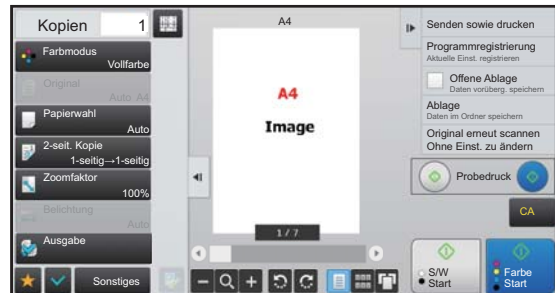 Kopien 1
Farbmodus
Vollfarbe
Original
Auto A4
Papierwahl
Auto
2-seit. Kopie
1-seitig→1-seitig
Zoomfaktor
100%
Belichtung
Auto
Ausgabe
Sonstiges
A4
A4
Image
1 / 7
Senden sowie drucken
Programmregistrierung
Aktuelle Einst. registrieren
Offene Ablage
Daten vorüberg. speichern
Ablage
Daten im Ordner speichern
Original erneut scannen
Ohne Einst. zu ändern
Probedruck
CA
S/W
Start
Farbe
Start